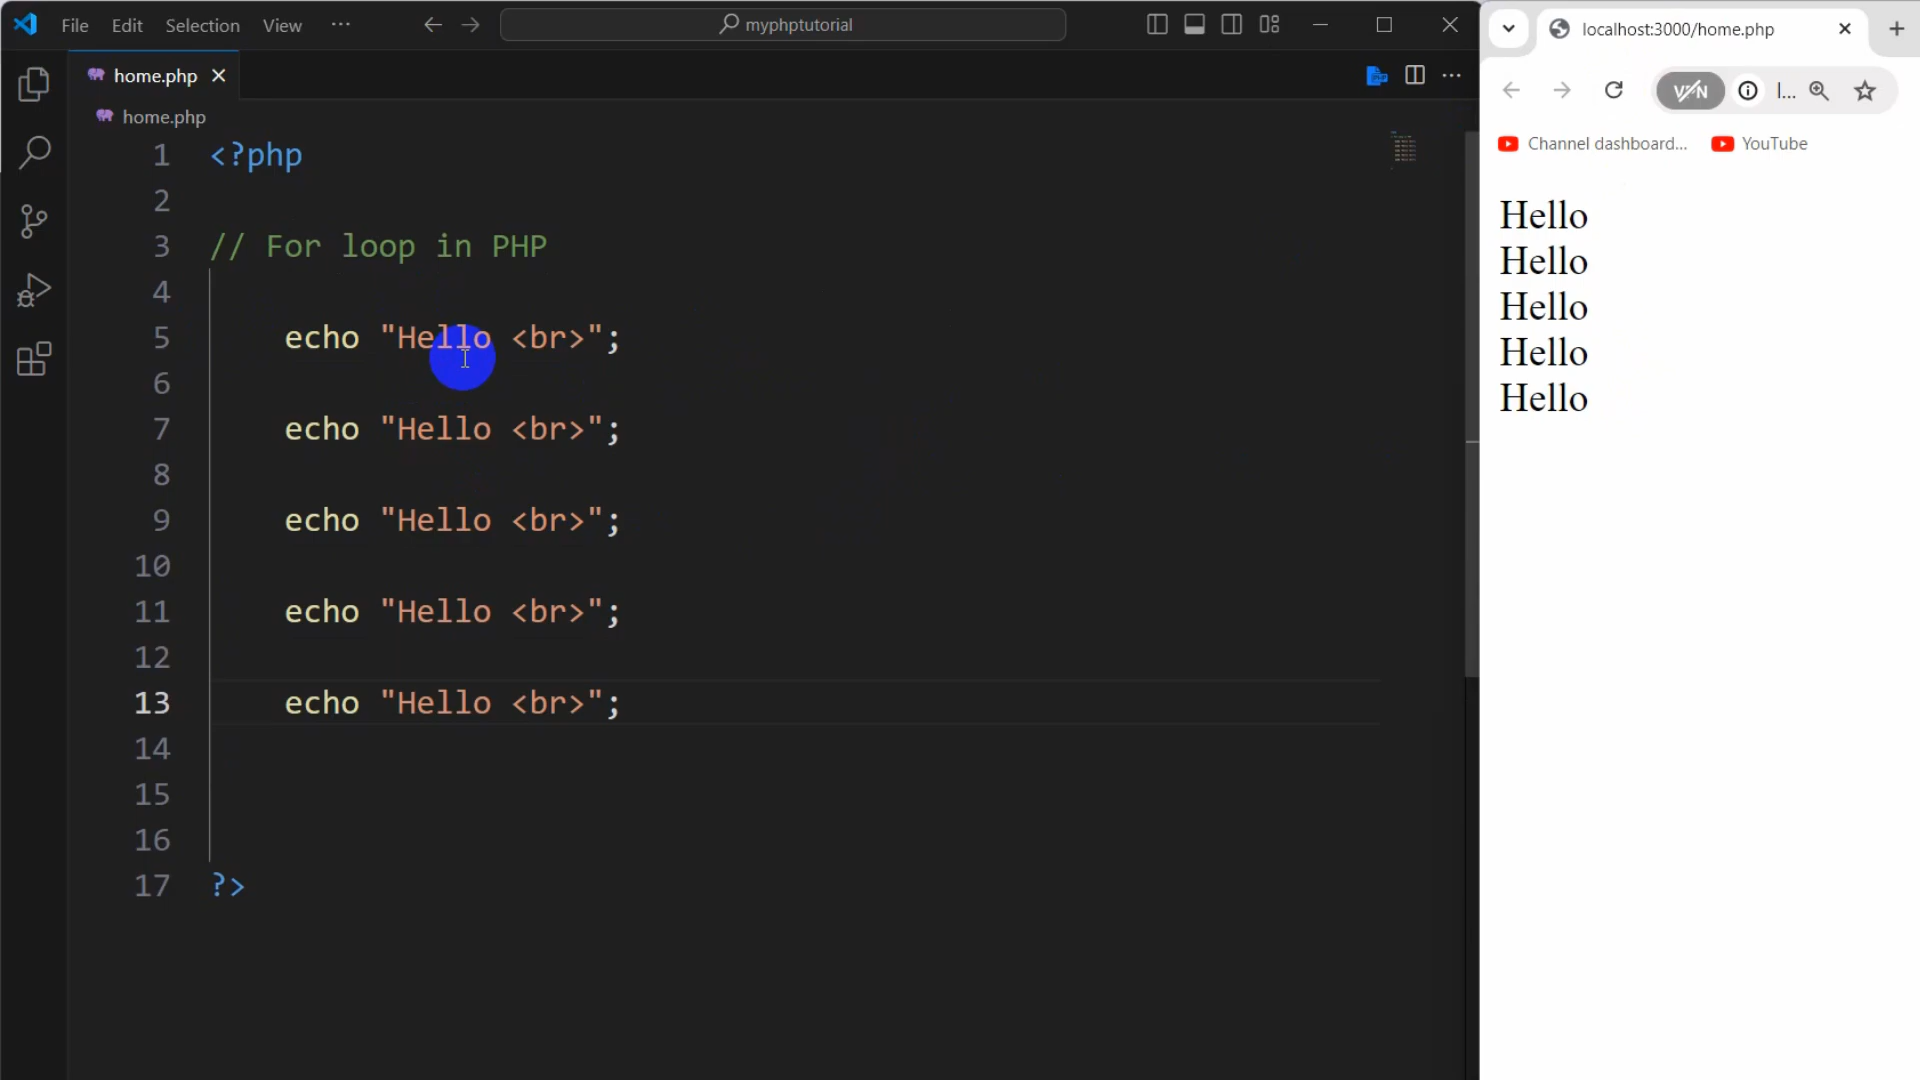 File Edit Selection View ··· myphptutorial
home.php
home.php
1 <?php
2
3 // For loop in PHP
4
5 echo "Hello <br>";
6
7 echo "Hello <br>";
8
9 echo "Hello <br>";
10
11 echo "Hello <br>";
12
13 echo "Hello <br>";
14
15
16
17 ?>
localhost:3000/home.php
VPN l...
Channel dashboard... YouTube
Hello
Hello
Hello
Hello
Hello